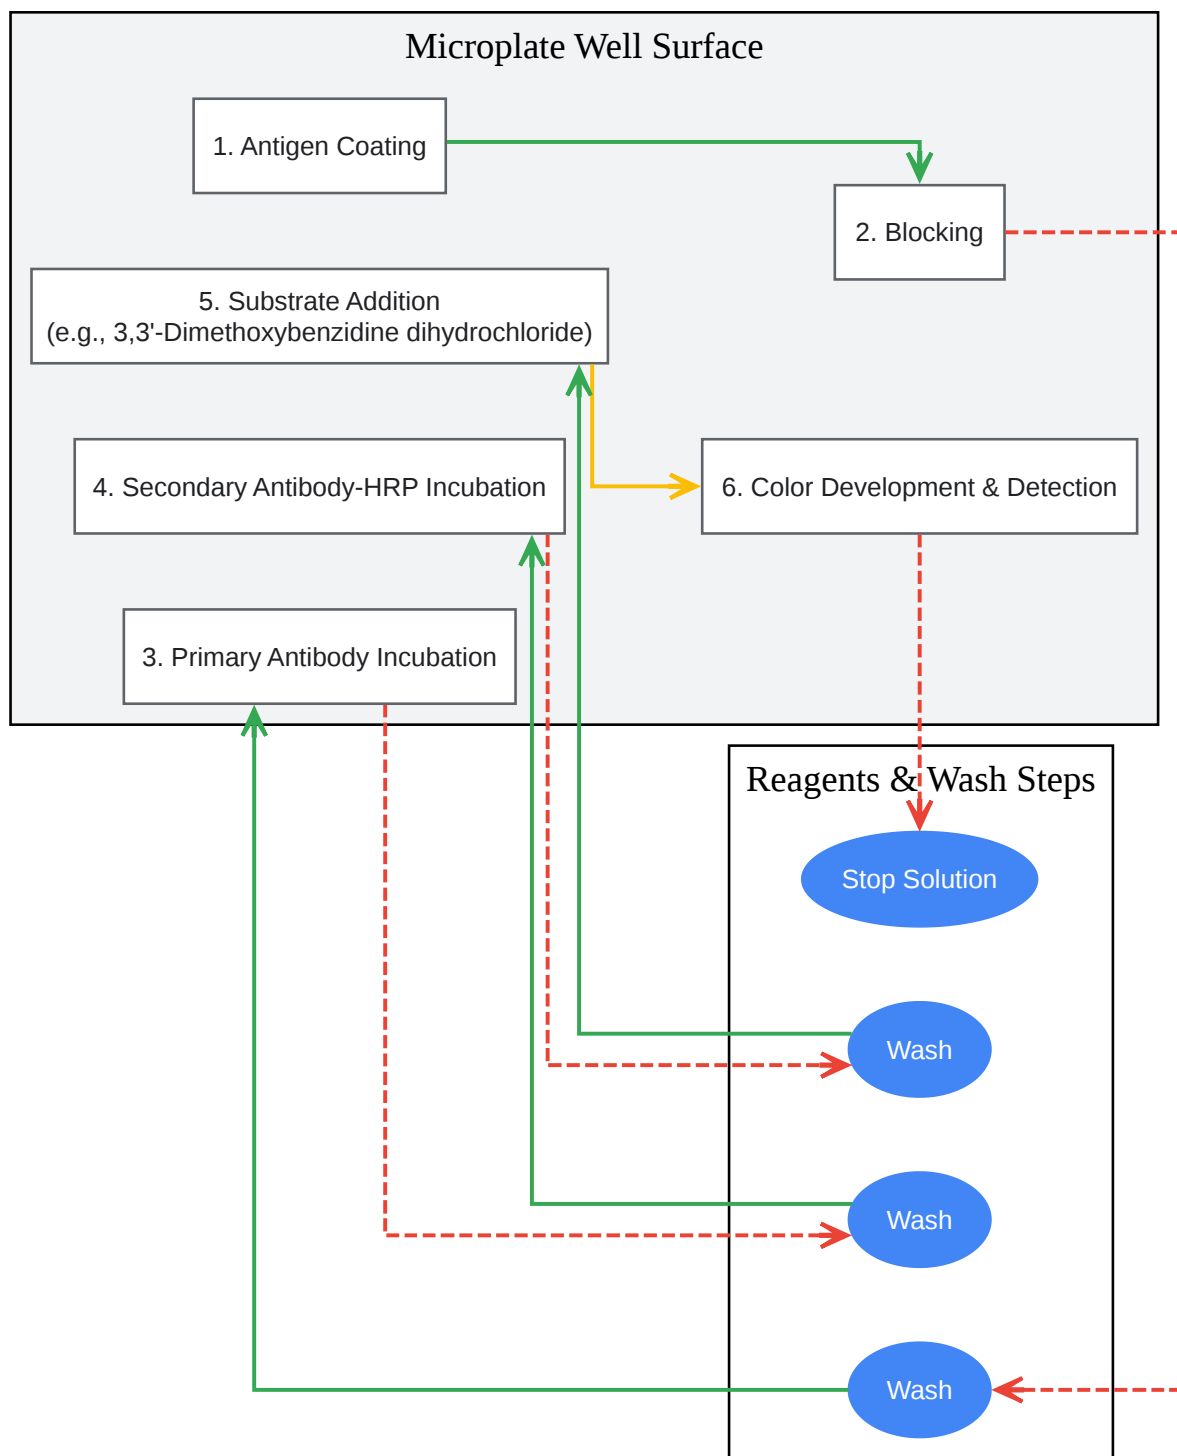 Microplate Well Surface
1. Antigen Coating
2. Blocking
5. Substrate Addition
(e.g., 3,3'-Dimethoxybenzidine dihydrochloride)
4. Secondary Antibody-HRP Incubation
6. Color Development & Detection
3. Primary Antibody Incubation
Reagents & Wash Steps
Stop Solution
Wash
Wash
Wash